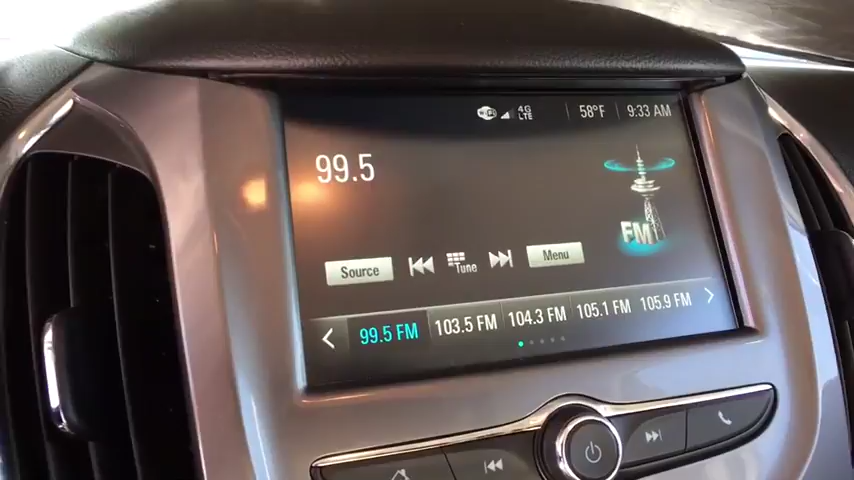 4G LTE 58°F 9:33 AM
99.5
FM
Source Tune Menu
99.5 FM 103.5 FM 104.3 FM 105.1 FM 105.9 FM